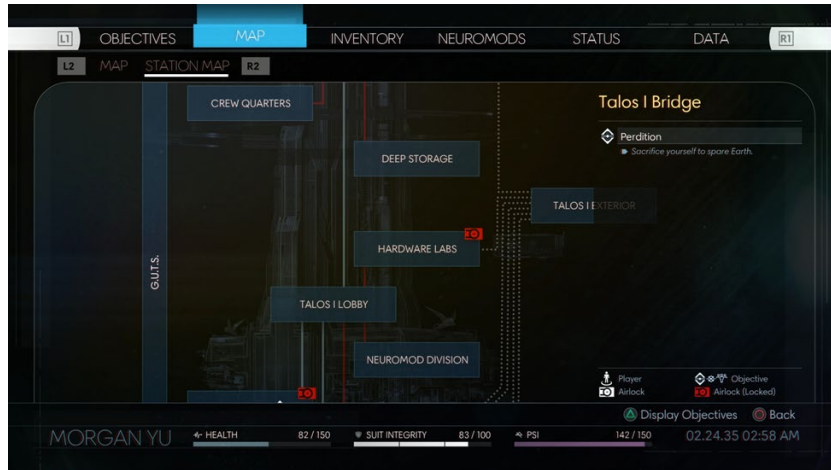 L1 OBJECTIVES MAP INVENTORY NEUROMODS STATUS DATA R1
L2 MAP STATION MAP R2
CREW QUARTERS
DEEP STORAGE
TALOS I EXTERIOR
HARDWARE LABS
G.U.T.S.
TALOS I LOBBY
NEUROMOD DIVISION
Talos I Bridge
Perdition
Sacrifice yourself to spare Earth.
Player Objective
Airlock Airlock (Locked)
Display Objectives Back
MORGAN YU HEALTH 82 / 150 SUIT INTEGRITY 83 / 100 PSI 142 / 150 02.24.35 02:58 AM